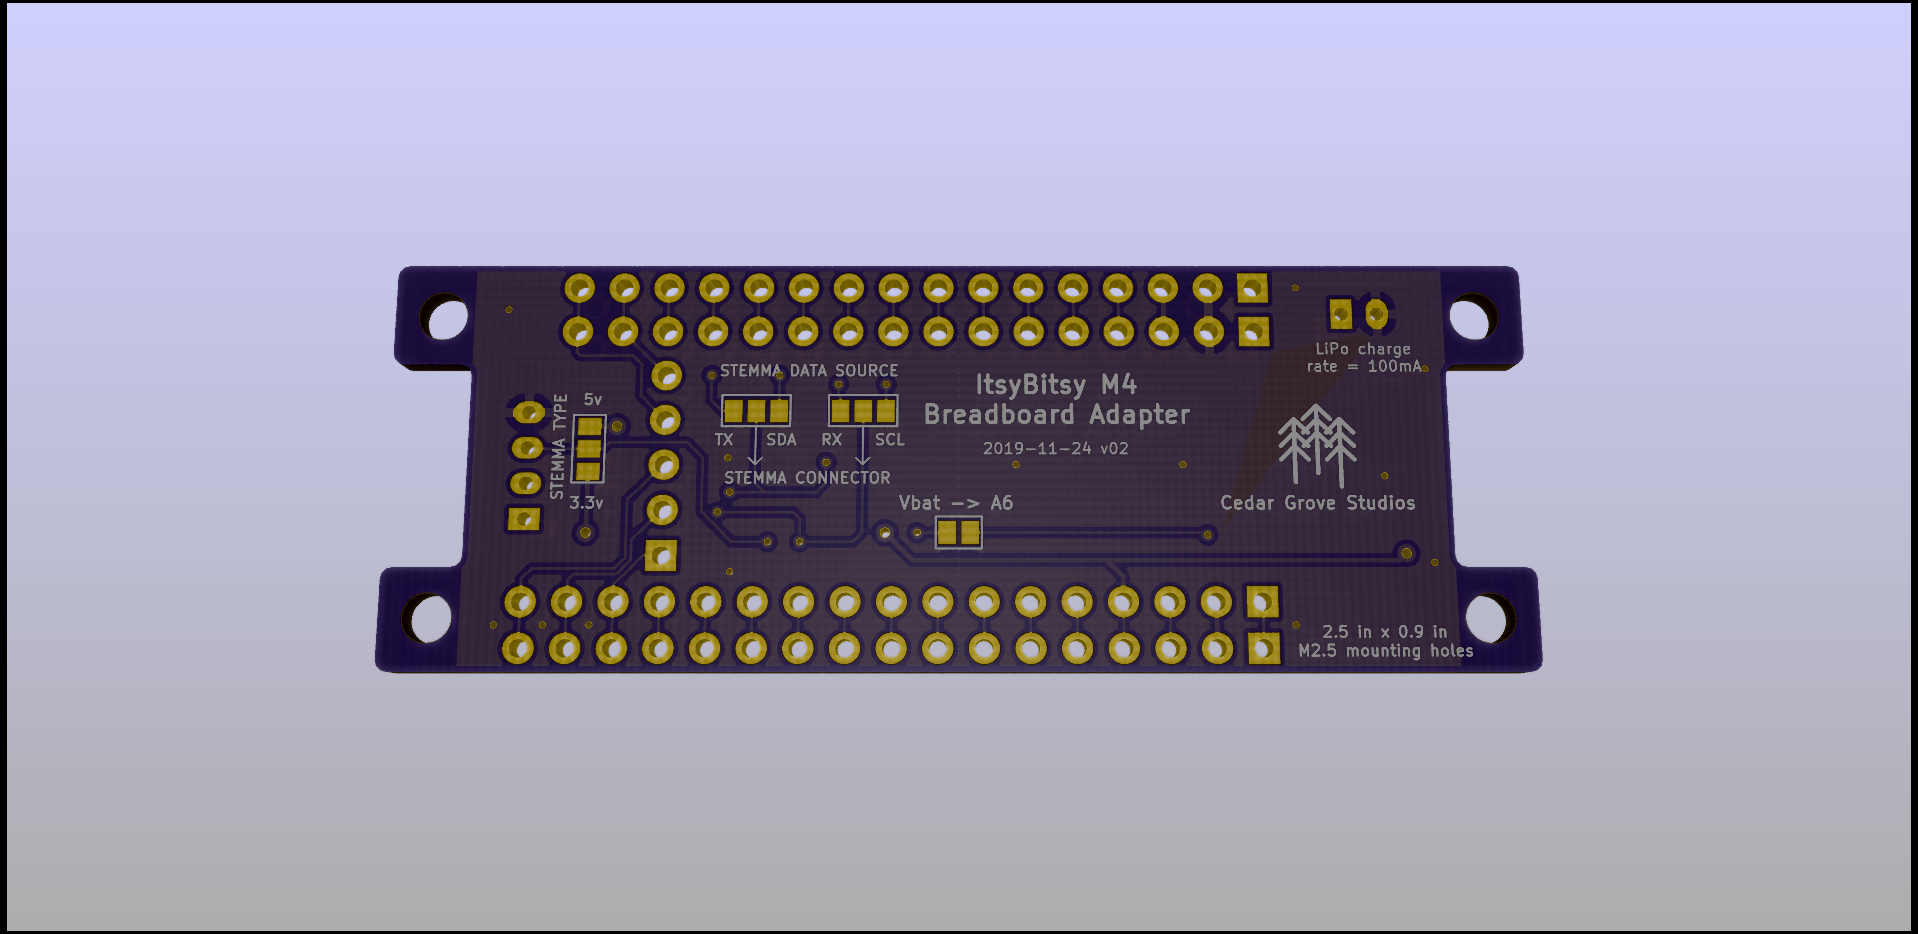 LiPo charge
rate = 100mA
STEMMA DATA SOURCE
ItsyBitsy M4
Breadboard Adapter
5v
STEMMA TYPE
3.3v
TX SDA RX SCL
2019-11-24 v02
STEMMA CONNECTOR
Vbat -> A6
Cedar Grove Studios
2.5 in x 0.9 in
M2.5 mounting holes